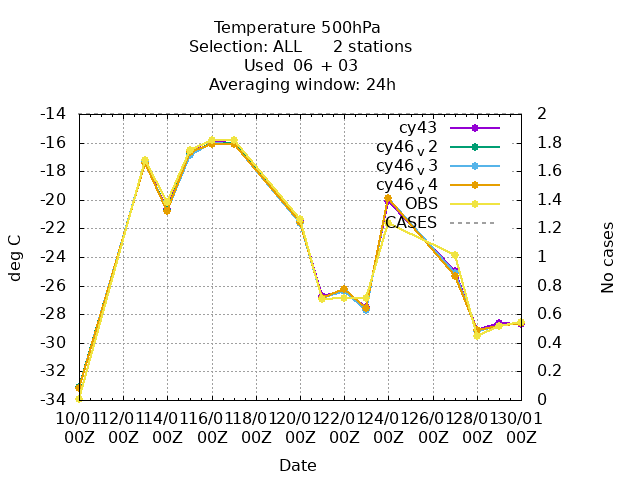 Temperature 500hPa
Selection: ALL 2 stations
Used 06 + 03
Averaging window: 24h
-14
-16
-18
-20
-22
-24
-26
-28
-30
-32
-34
deg C
2
1.8
1.6
1.4
1.2
1
0.8
0.6
0.4
0.2
0
No cases
cy43
cy46v2
cy46v3
cy46v4
OBS
CASES
10/01 12/01 14/01 16/01 18/01 20/01 22/01 24/01 26/01 28/01 30/01
00Z 00Z 00Z 00Z 00Z 00Z 00Z 00Z 00Z 00Z 00Z
Date